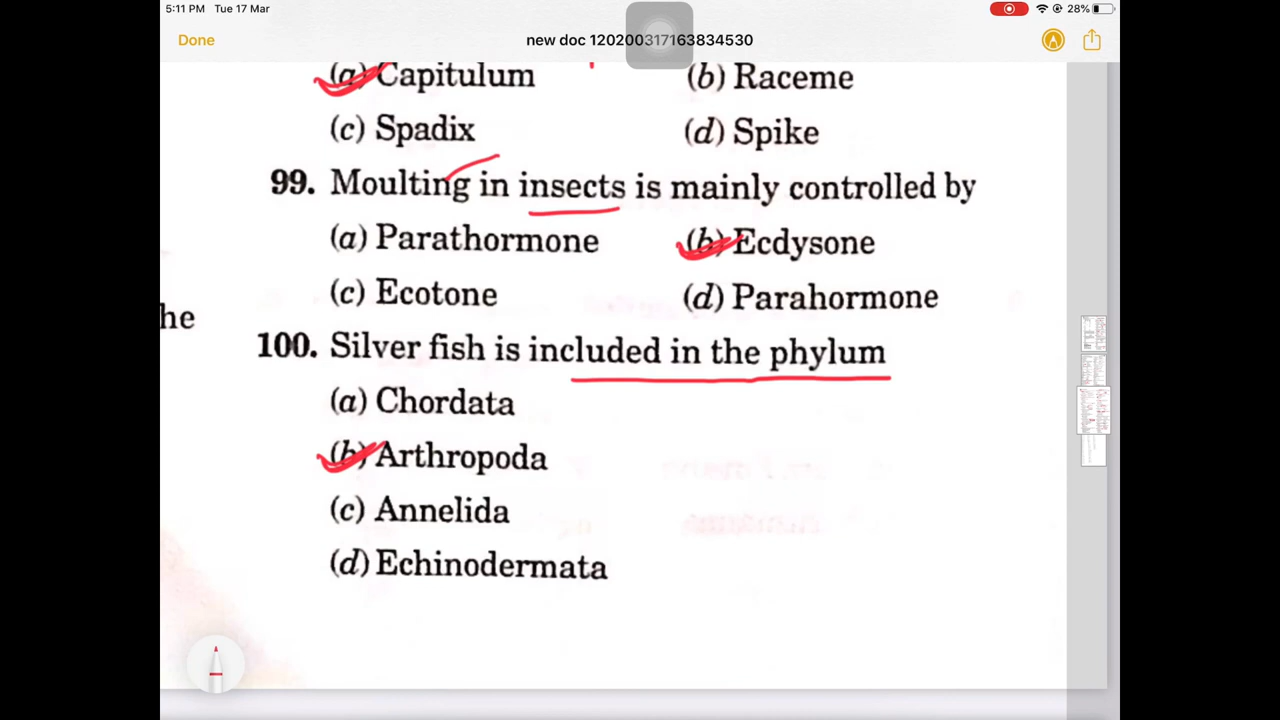 5:11 PM Tue 17 Mar 28%
Done new doc 120200317163834530
(a) Capitulum (b) Raceme
(c) Spadix (d) Spike
99. Moulting in insects is mainly controlled by
(a) Parathormone (b) Ecdysone
(c) Ecotone (d) Parahormone
he
100. Silver fish is included in the phylum
(a) Chordata
(b) Arthropoda
(c) Annelida
(d) Echinodermata